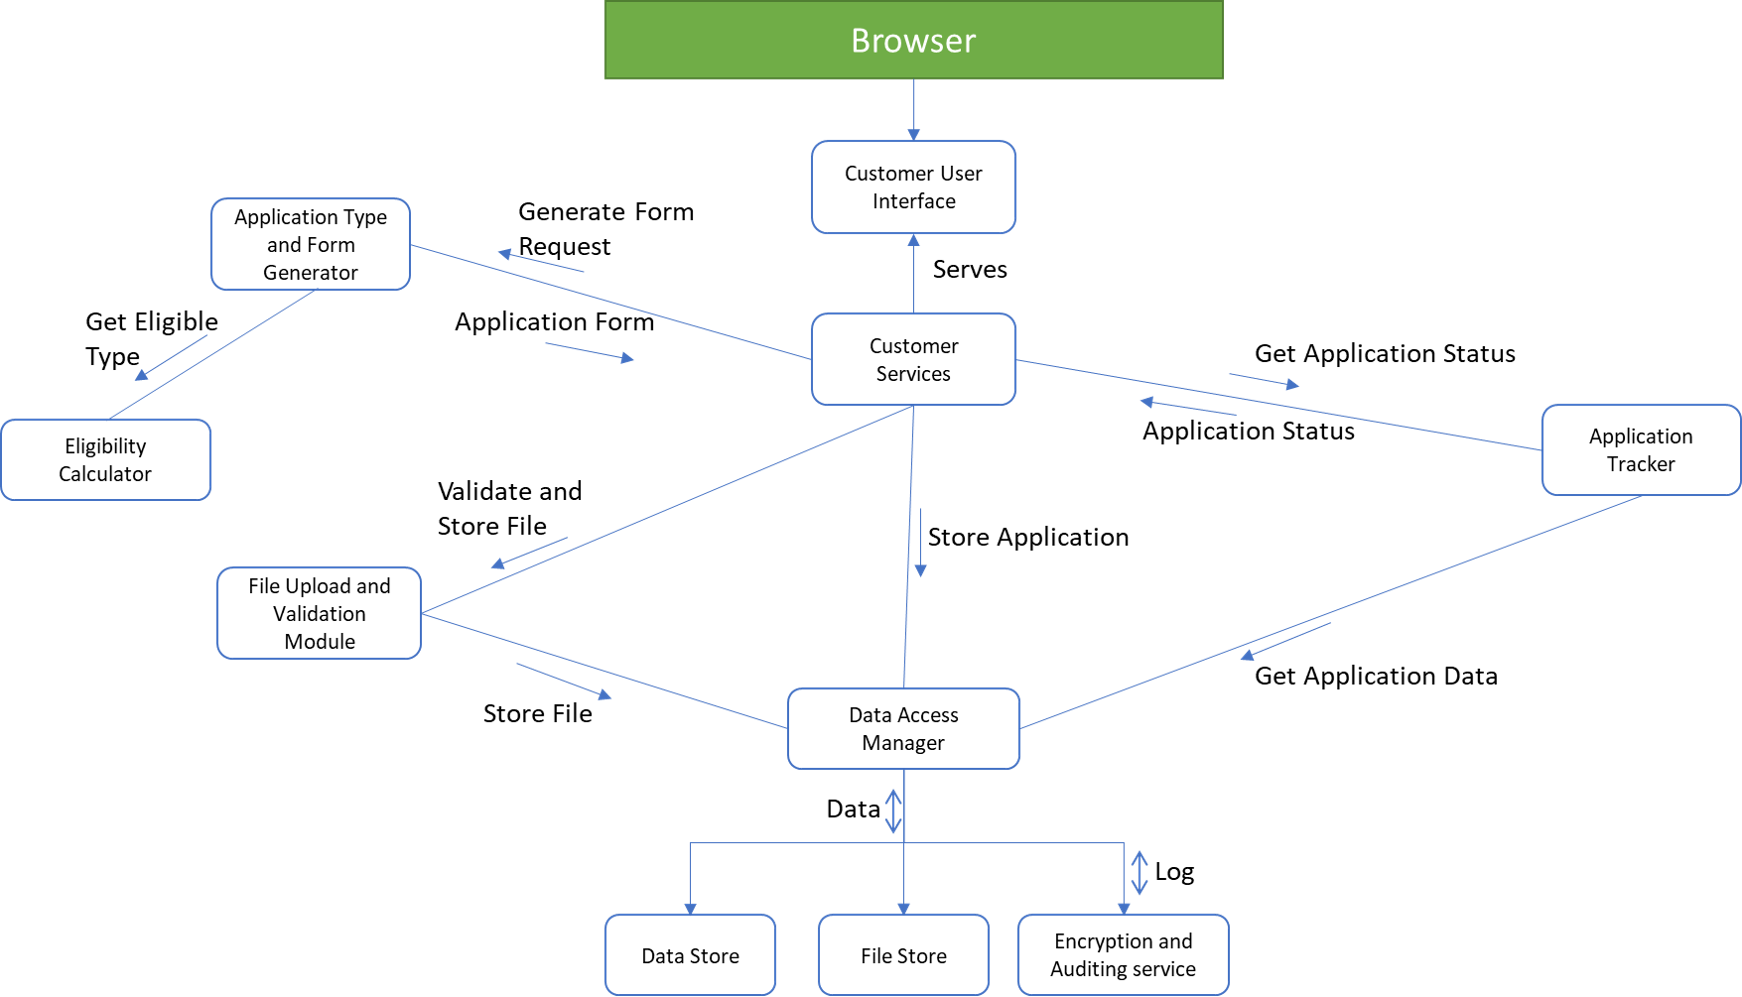 Browser
Customer User
Interface
Application Type
and Form
Generator
Generate Form
Request
Serves
Get Eligible
Type
Application Form
Customer
Services
Get Application Status
Application Status
Application
Tracker
Eligibility
Calculator
Validate and
Store File
Store Application
File Upload and
Validation
Module
Get Application Data
Store File
Data Access
Manager
Data
Log
Data Store
File Store
Encryption and
Auditing service